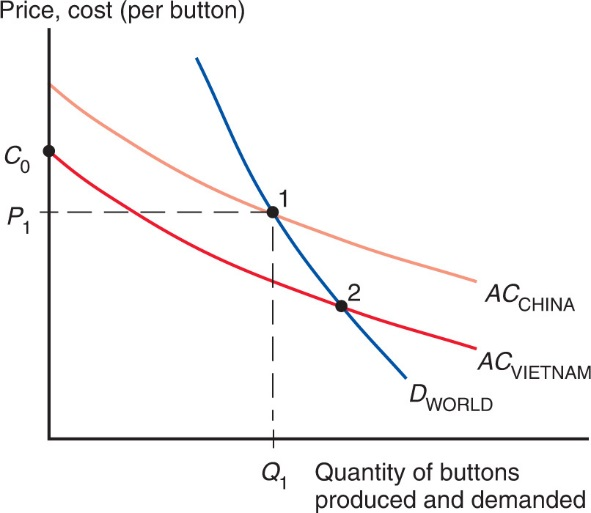 Price, cost (per button)
C0
P1
1
2
ACCHINA
ACVIETNAM
DWORLD
Q1
Quantity of buttons
produced and demanded